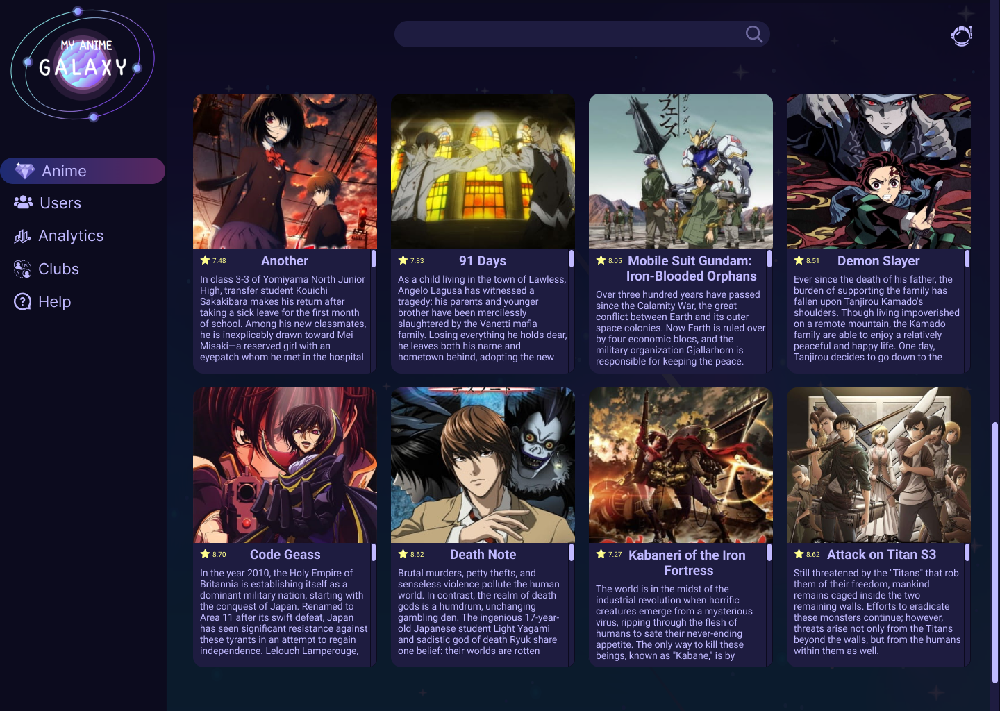 MY ANIME
GALAXY
Anime
Users
Analytics
Clubs
Help
ルフェンズ
ガンダム
7.48 Another
In class 3-3 of Yomiyama North Junior
High, transfer student Kouichi
Sakakibara makes his return after
taking a sick leave for the first month
of school. Among his new classmates,
he is inexplicably drawn toward Mei
Misaki—a reserved girl with an
eyepatch whom he met in the hospital
7.83 91 Days
As a child living in the town of Lawless,
Angelo Lagusa has witnessed a
tragedy: his parents and younger
brother have been mercilessly
slaughtered by the Vanetti mafia
family. Losing everything he holds dear,
he leaves both his name and
hometown behind, adopting the new
8.05 Mobile Suit Gundam:
Iron-Blooded Orphans
Over three hundred years have passed
since the Calamity War, the great
conflict between Earth and its outer
space colonies. Now Earth is ruled over
by four economic blocs, and the
military organization Gjallarhorn is
responsible for keeping the peace.
8.51 Demon Slayer
Ever since the death of his father, the
burden of supporting the family has
fallen upon Tanjirou Kamado's
shoulders. Though living impoverished
on a remote mountain, the Kamado
family are able to enjoy a relatively
peaceful and happy life. One day,
Tanjirou decides to go down to the
8.70 Code Geass
In the year 2010, the Holy Empire of
Britannia is establishing itself as a
dominant military nation, starting with
the conquest of Japan. Renamed to
Area 11 after its swift defeat, Japan
has seen significant resistance against
these tyrants in an attempt to regain
independence. Lelouch Lamperouge,
8.62 Death Note
Brutal murders, petty thefts, and
senseless violence pollute the human
world. In contrast, the realm of death
gods is a humdrum, unchanging
gambling den. The ingenious 17-year-
old Japanese student Light Yagami
and sadistic god of death Ryuk share
one belief: their worlds are rotten
7.27 Kabaneri of the Iron
Fortress
The world is in the midst of the
industrial revolution when horrific
creatures emerge from a mysterious
virus, ripping through the flesh of
humans to sate their never-ending
appetite. The only way to kill these
beings, known as "Kabane," is by
8.62 Attack on Titan S3
Still threatened by the "Titans" that rob
them of their freedom, mankind
remains caged inside the two
remaining walls. Efforts to eradicate
these monsters continue; however,
threats arise not only from the Titans
beyond the walls, but from the humans
within them as well.